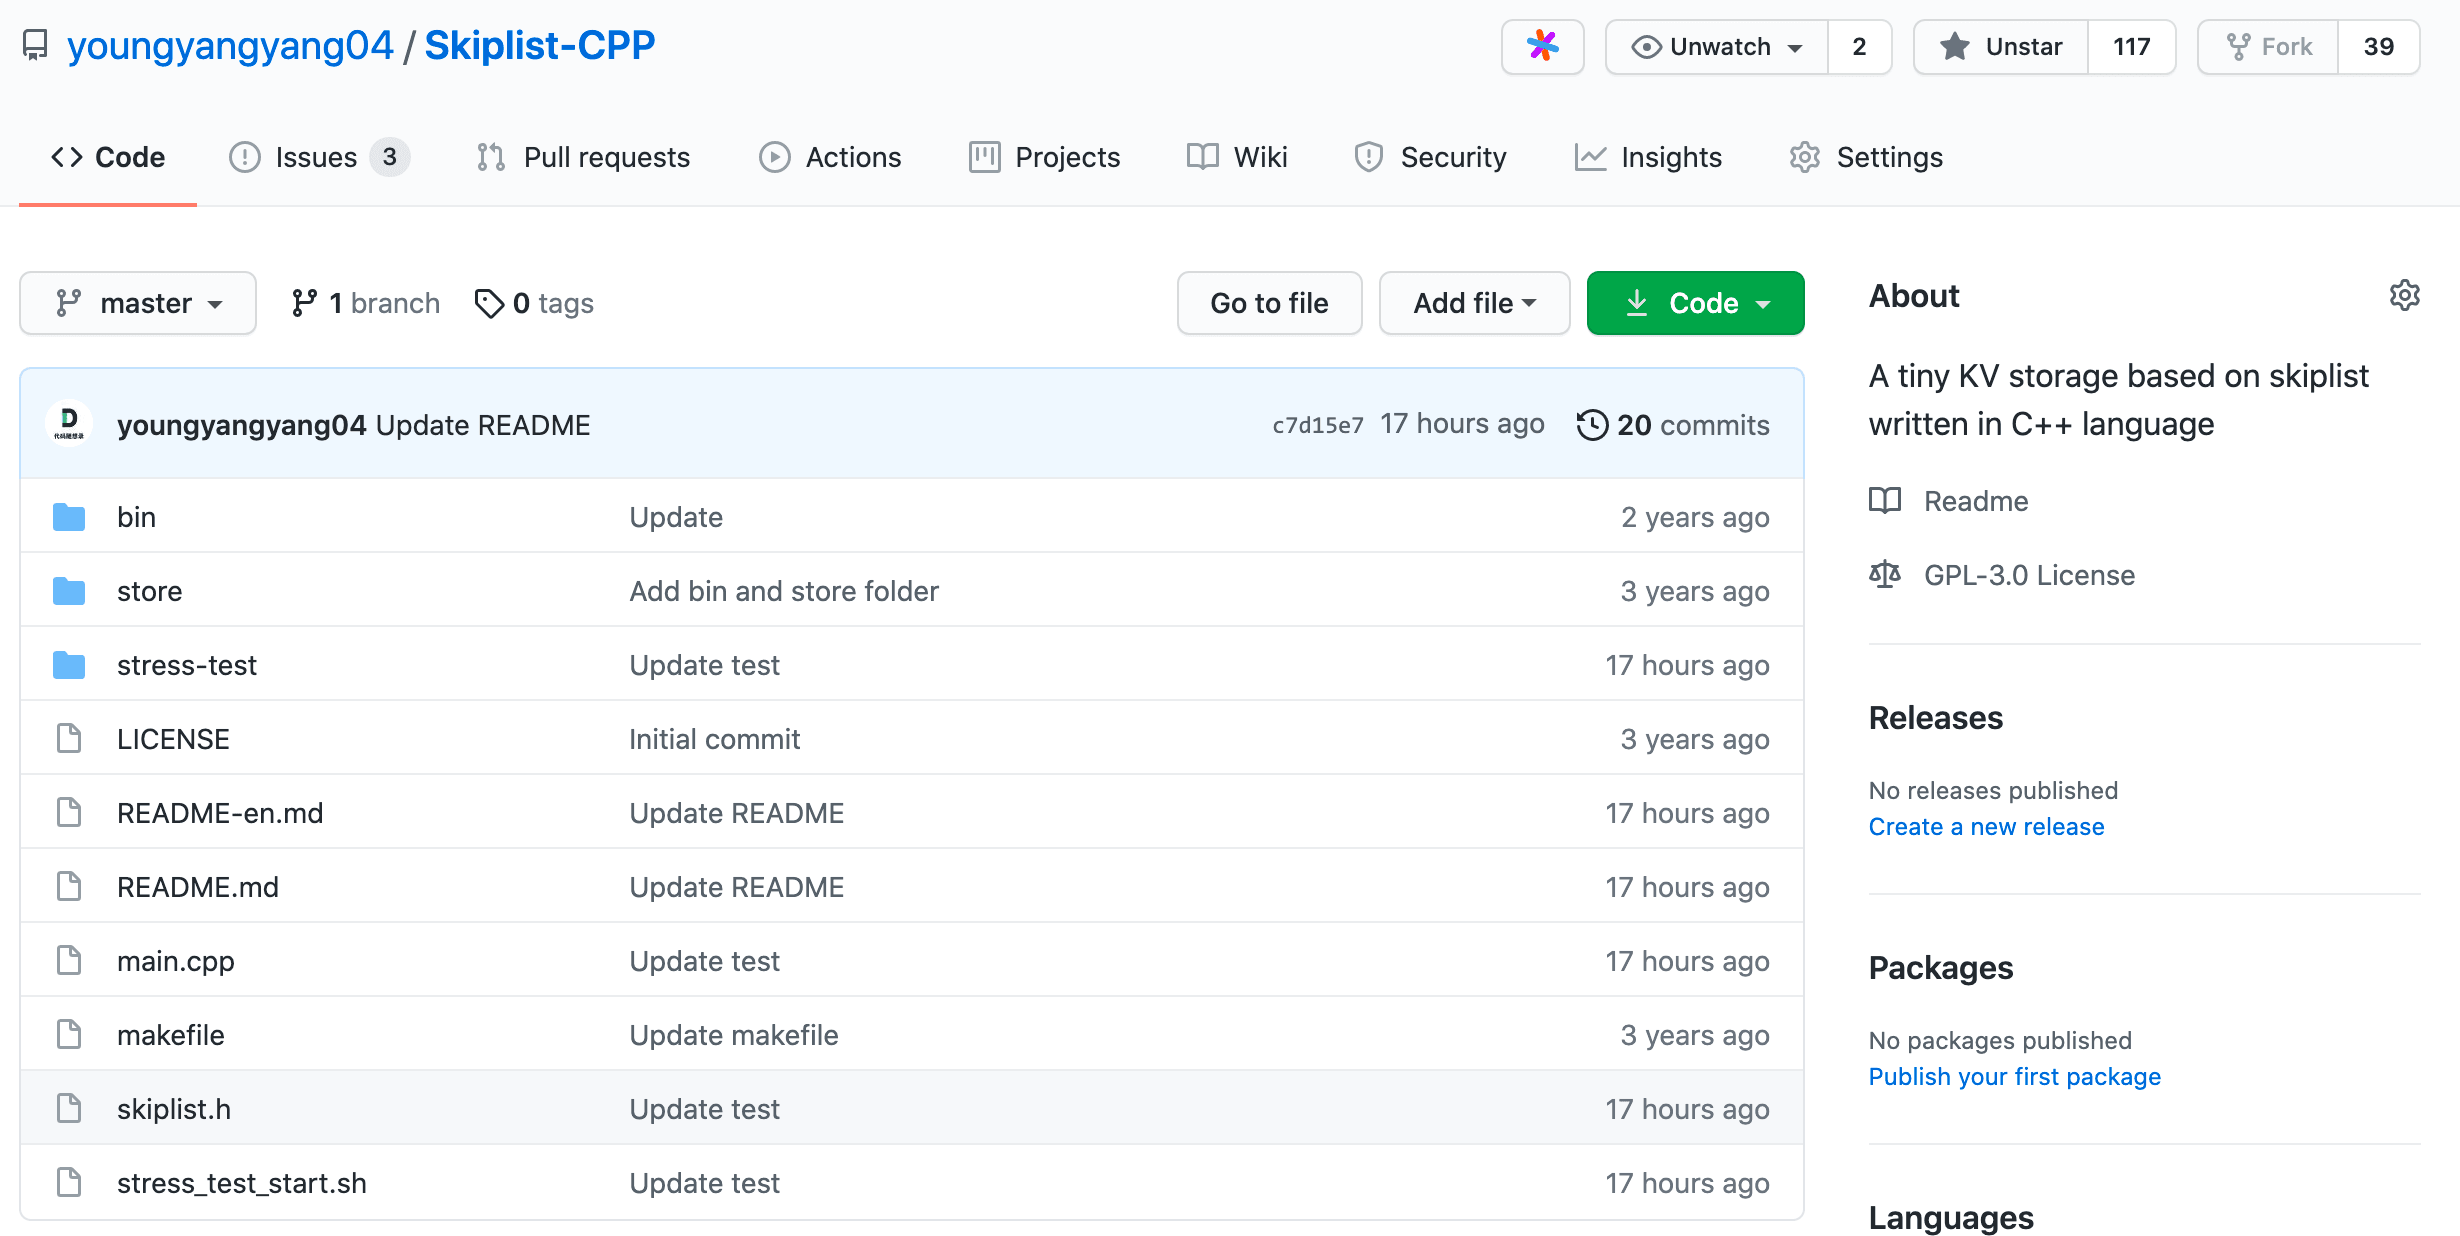 youngyangyang04 / Skiplist-CPP
Unwatch 2
Unstar 117
Fork 39
Code
Issues 3
Pull requests
Actions
Projects
Wiki
Security
Insights
Settings
master
1 branch
0 tags
Go to file
Add file
Code
代码随想录
youngyangyang04 Update README c7d15e7 17 hours ago 20 commits
bin Update 2 years ago
store Add bin and store folder 3 years ago
stress-test Update test 17 hours ago
LICENSE Initial commit 3 years ago
README-en.md Update README 17 hours ago
README.md Update README 17 hours ago
main.cpp Update test 17 hours ago
makefile Update makefile 3 years ago
skiplist.h Update test 17 hours ago
stress_test_start.sh Update test 17 hours ago
About
A tiny KV storage based on skiplist
written in C++ language
Readme
GPL-3.0 License
Releases
No releases published
Create a new release
Packages
No packages published
Publish your first package
Languages